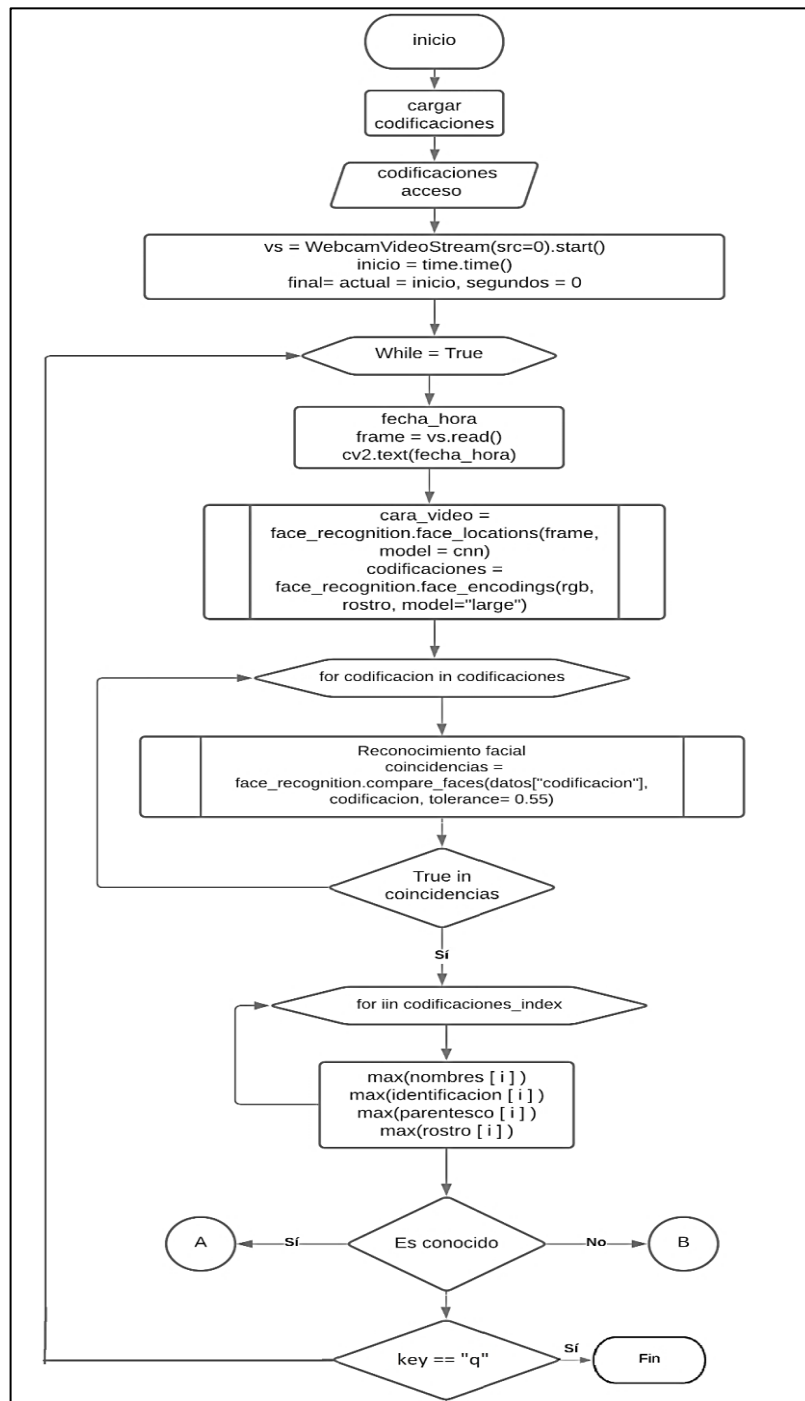 inicio
cargar
codificaciones
codificaciones
acceso
vs = WebcamVideoStream(src=0).start()
inicio = time.time()
final= actual = inicio, segundos = 0
While = True
fecha_hora
frame = vs.read()
cv2.text(fecha_hora)
cara_video =
face_recognition.face_locations(frame,
model = cnn)
codificaciones =
face_recognition.face_encodings(rgb,
rostro, model="large")
for codificacion in codificaciones
Reconocimiento facial
coincidencias =
face_recognition.compare_faces(datos["codificacion"],
codificacion, tolerance= 0.55)
True in
coincidencias
Sí
for iin codificaciones_index
max(nombres [ i ] )
max(identificacion [ i ] )
max(parentesco [ i ] )
max(rostro [ i ] )
A
Sí
Es conocido
No
B
key == "q"
Sí
Fin